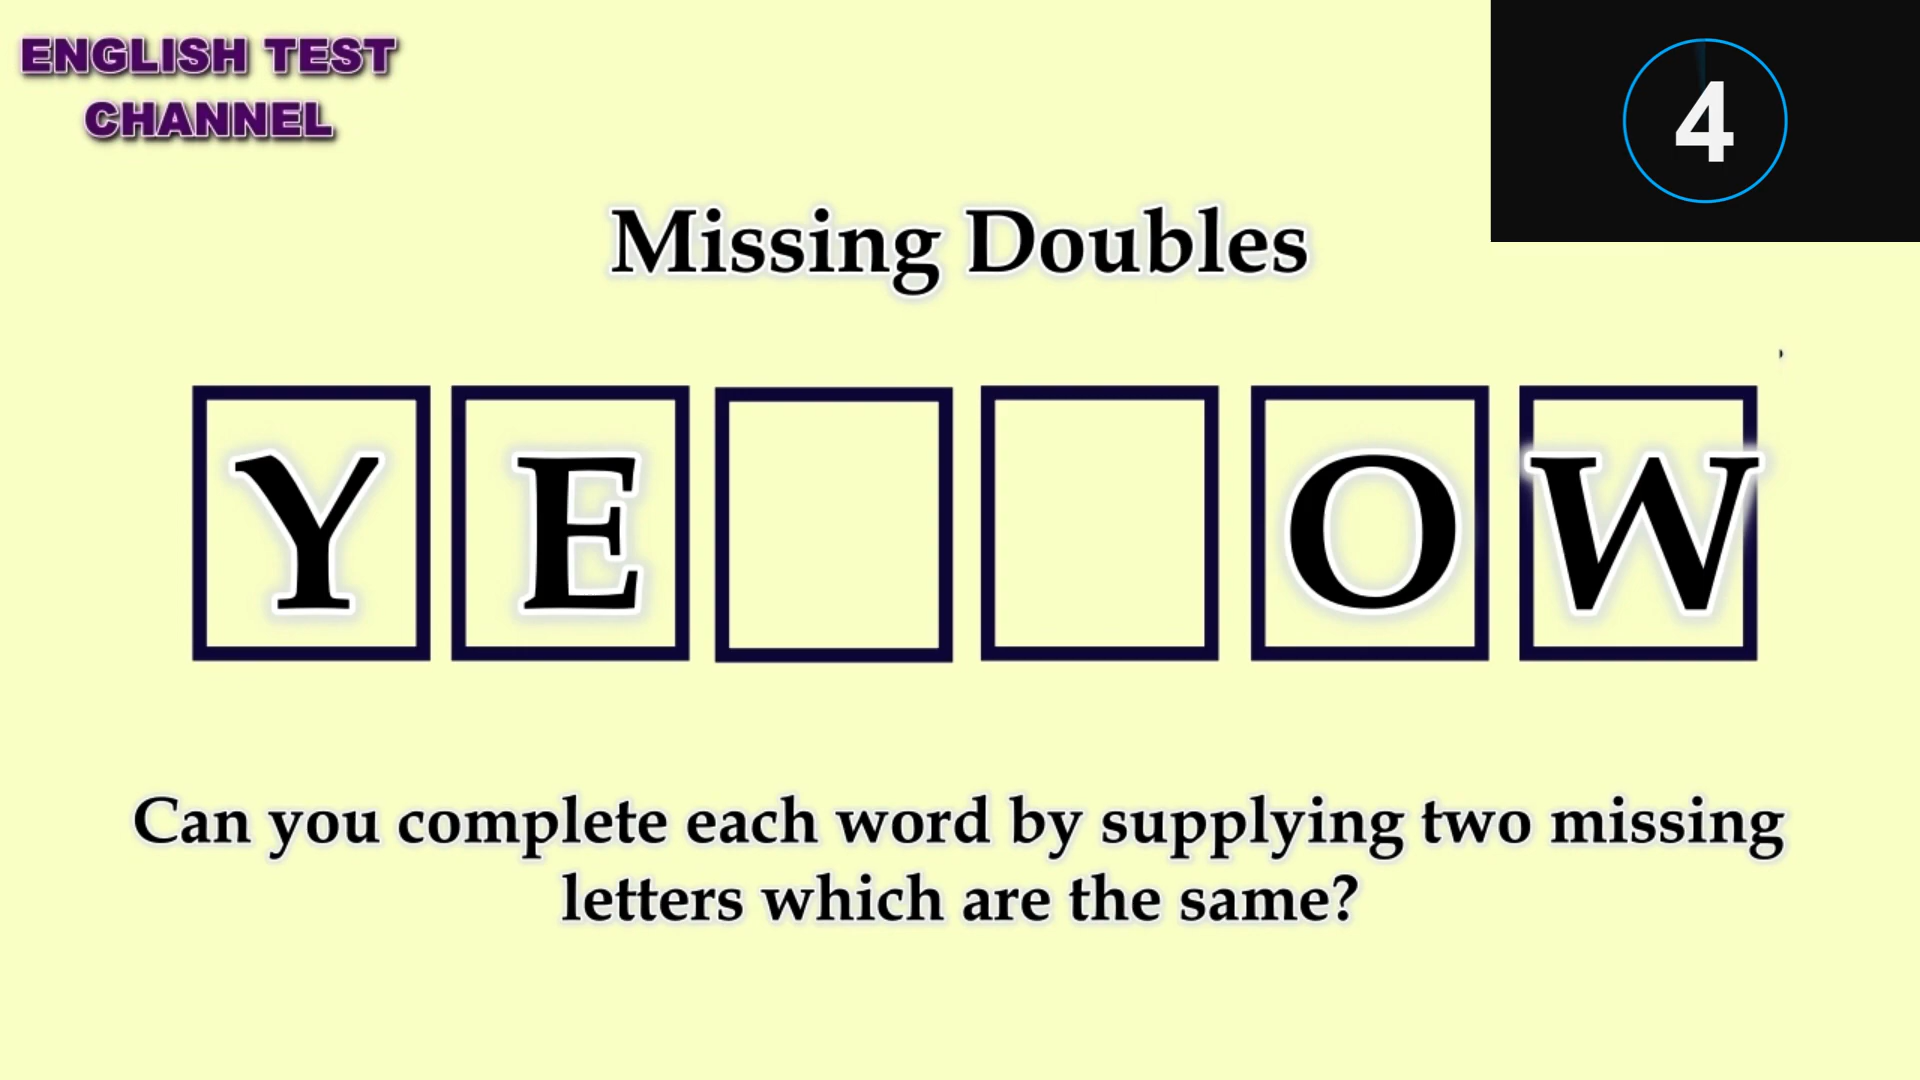 ENGLISH TEST
CHANNEL
4
Missing Doubles
Y E O W
Can you complete each word by supplying two missing
letters which are the same?